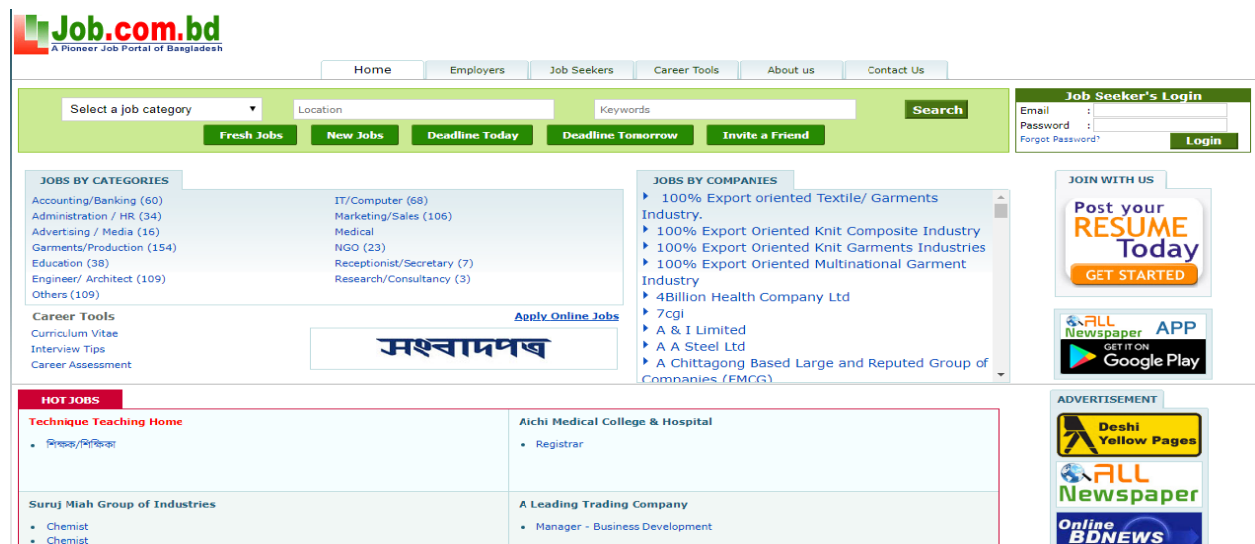 Job.com.bd
A Pioneer Job Portal of Bangladesh
Home Employers Job Seekers Career Tools About us Contact Us
Select a job category Location Keywords Search
Fresh Jobs New Jobs Deadline Today Deadline Tomorrow Invite a Friend
Job Seeker's Login
Email :
Password :
Forgot Password? Login
JOBS BY CATEGORIES
Accounting/Banking (60)
Administration / HR (34)
Advertising / Media (16)
Garments/Production (154)
Education (38)
Engineer/ Architect (109)
Others (109)
IT/Computer (68)
Marketing/Sales (106)
Medical
NGO (23)
Receptionist/Secretary (7)
Research/Consultancy (3)
Career Tools
Curriculum Vitae
Interview Tips
Career Assessment
Apply Online Jobs
সংবাদপত্র
JOBS BY COMPANIES
100% Export oriented Textile/ Garments
Industry.
100% Export Oriented Knit Composite Industry
100% Export Oriented Knit Garments Industries
100% Export Oriented Multinational Garment
Industry
4Billion Health Company Ltd
7cgi
A & I Limited
A A Steel Ltd
A Chittagong Based Large and Reputed Group of
Companies (FMCG)
JOIN WITH US
Post your
RESUME
Today
GET STARTED
ALL
Newspaper APP
GET IT ON
Google Play
HOT JOBS
Technique Teaching Home
শিক্ষক/শিক্ষিকা
Aichi Medical College & Hospital
Registrar
Suruj Miah Group of Industries
Chemist
Chemist
A Leading Trading Company
Manager - Business Development
ADVERTISEMENT
Deshi
Yellow Pages
ALL
Newspaper
Online
BDNEWS